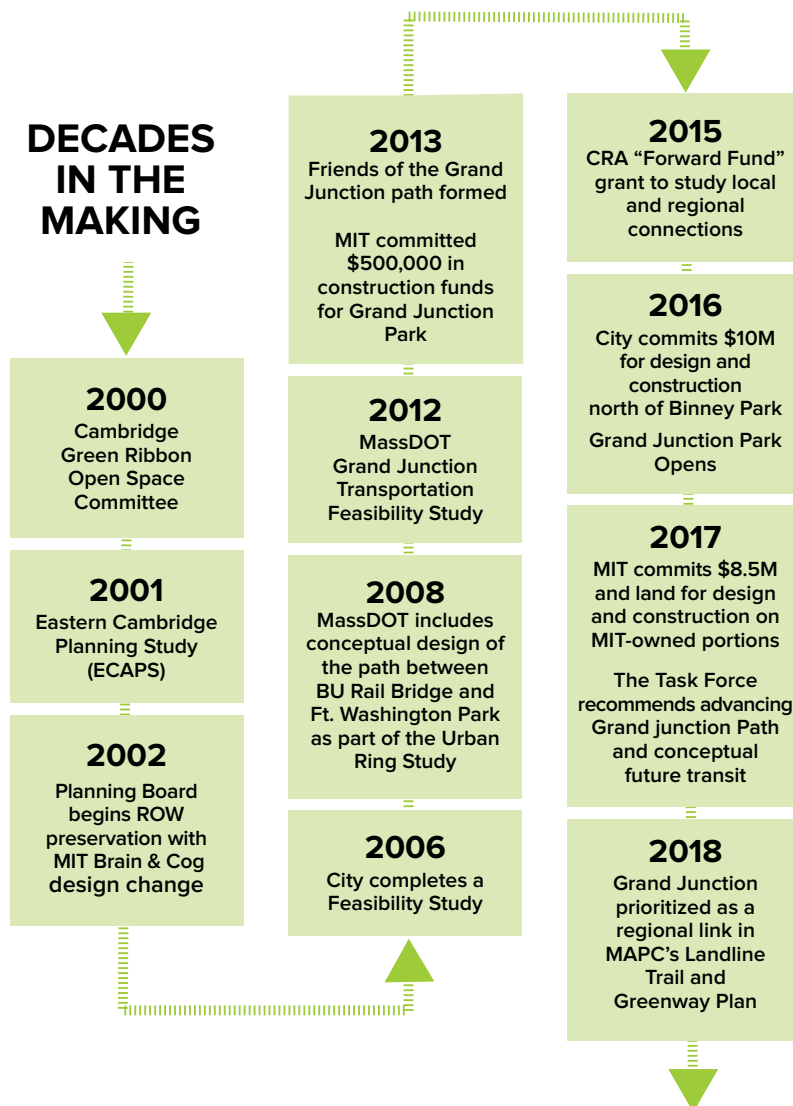 DECADES
IN THE
MAKING
2000
Cambridge
Green Ribbon
Open Space
Committee
2001
Eastern Cambridge
Planning Study
(ECAPS)
2002
Planning Board
begins ROW
preservation with
MIT Brain & Cog
design change
2006
City completes a
Feasibility Study
2008
MassDOT includes
conceptual design of
the path between
BU Rail Bridge and
Ft. Washington Park
as part of the Urban
Ring Study
2012
MassDOT
Grand Junction
Transportation
Feasibility Study
2013
Friends of the Grand
Junction path formed
MIT committed
$500,000 in
construction funds
for Grand Junction
Park
2015
CRA “Forward Fund”
grant to study local
and regional
connections
2016
City commits $10M
for design and
construction
north of Binney Park
Grand Junction Park
Opens
2017
MIT commits $8.5M
and land for design
and construction on
MIT-owned portions
The Task Force
recommends advancing
Grand junction Path
and conceptual
future transit
2018
Grand Junction
prioritized as a
regional link in
MAPC’s Landline
Trail and
Greenway Plan